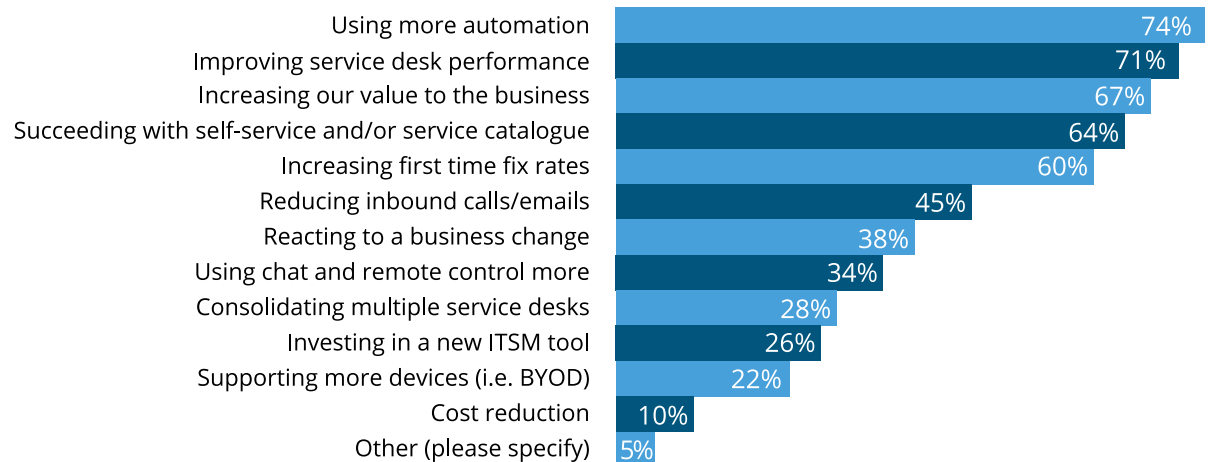 Using more automation 74%
Improving service desk performance 71%
Increasing our value to the business 67%
Succeeding with self-service and/or service catalogue 64%
Increasing first time fix rates 60%
Reducing inbound calls/emails 45%
Reacting to a business change 38%
Using chat and remote control more 34%
Consolidating multiple service desks 28%
Investing in a new ITSM tool 26%
Supporting more devices (i.e. BYOD) 22%
Cost reduction 10%
Other (please specify) 5%